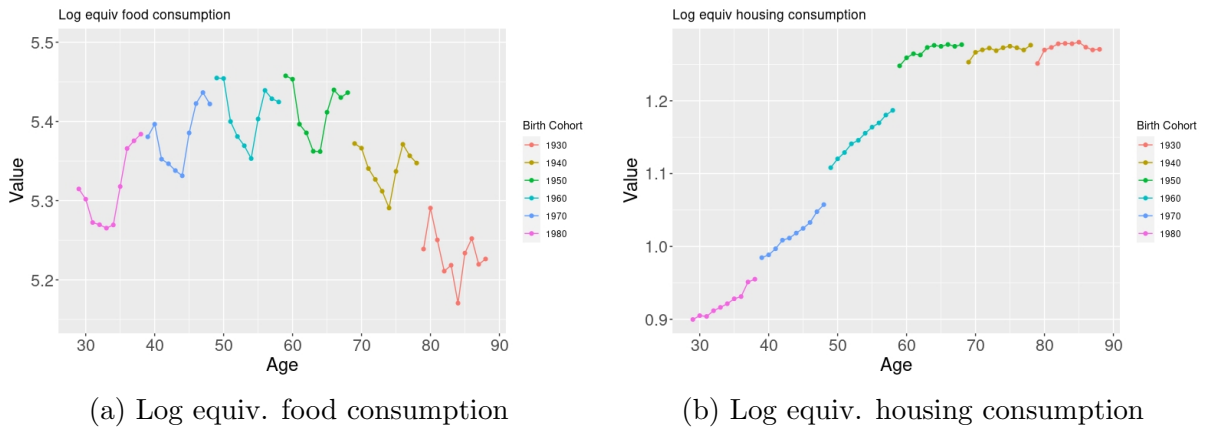 Log equiv food consumption
5.5
5.4
5.3
5.2
Value
30 40 50 60 70 80 90
Age
Birth Cohort
1930
1940
1950
1960
1970
1980
(a) Log equiv. food consumption
Log equiv housing consumption
1.2
1.1
1.0
0.9
Value
30 40 50 60 70 80 90
Age
Birth Cohort
1930
1940
1950
1960
1970
1980
(b) Log equiv. housing consumption